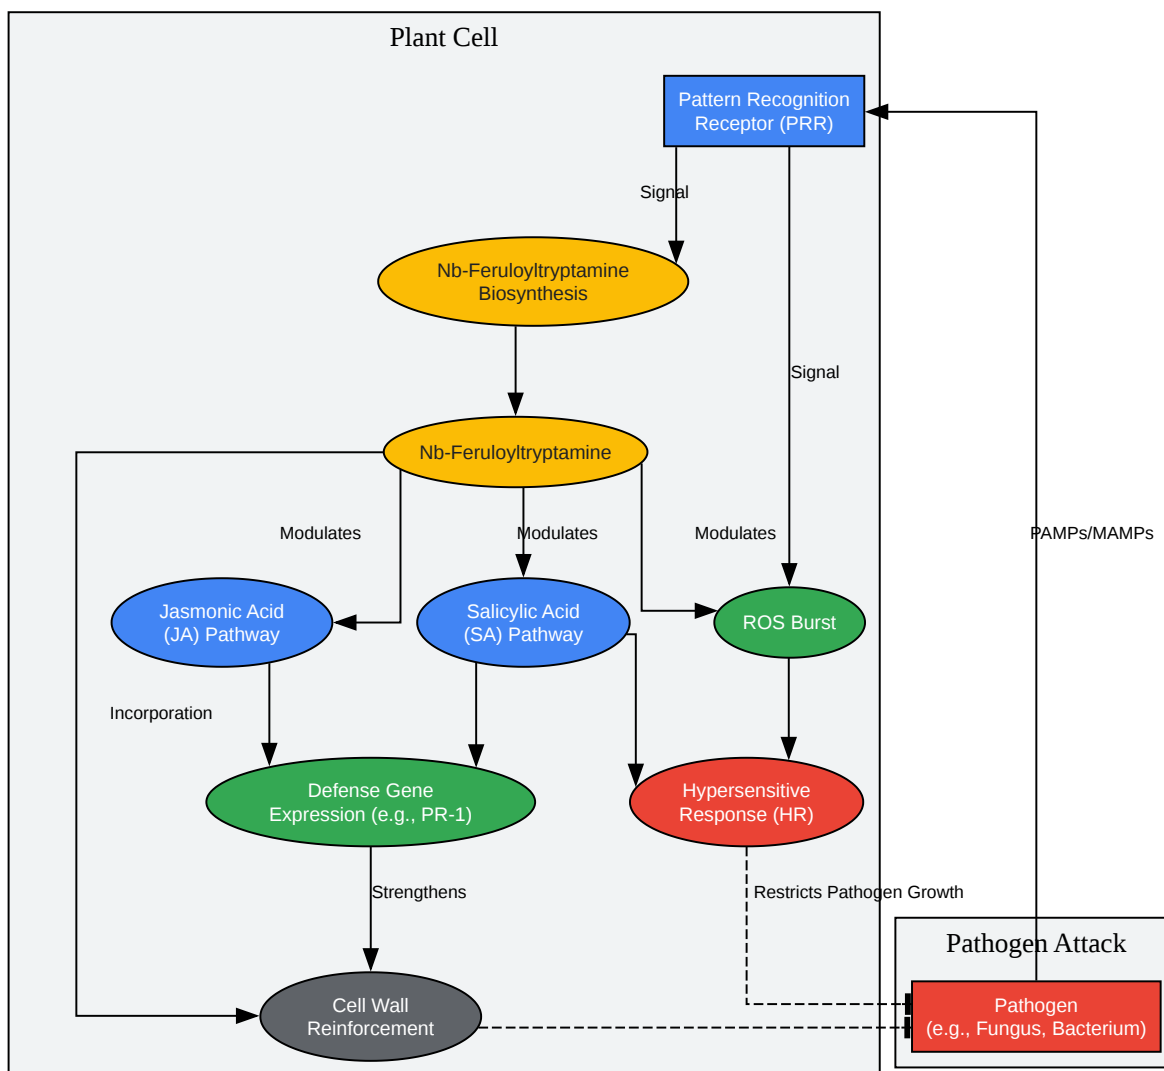 Plant Cell
Pattern Recognition
Receptor (PRR)
Signal
Nb-Feruloyltryptamine
Biosynthesis
Signal
Nb-Feruloyltryptamine
Modulates
Modulates
Modulates
PAMPs/MAMPs
Jasmonic Acid
(JA) Pathway
Salicylic Acid
(SA) Pathway
ROS Burst
Incorporation
Defense Gene
Expression (e.g., PR-1)
Hypersensitive
Response (HR)
Strengthens
Restricts Pathogen Growth
Pathogen Attack
Cell Wall
Reinforcement
Pathogen
(e.g., Fungus, Bacterium)